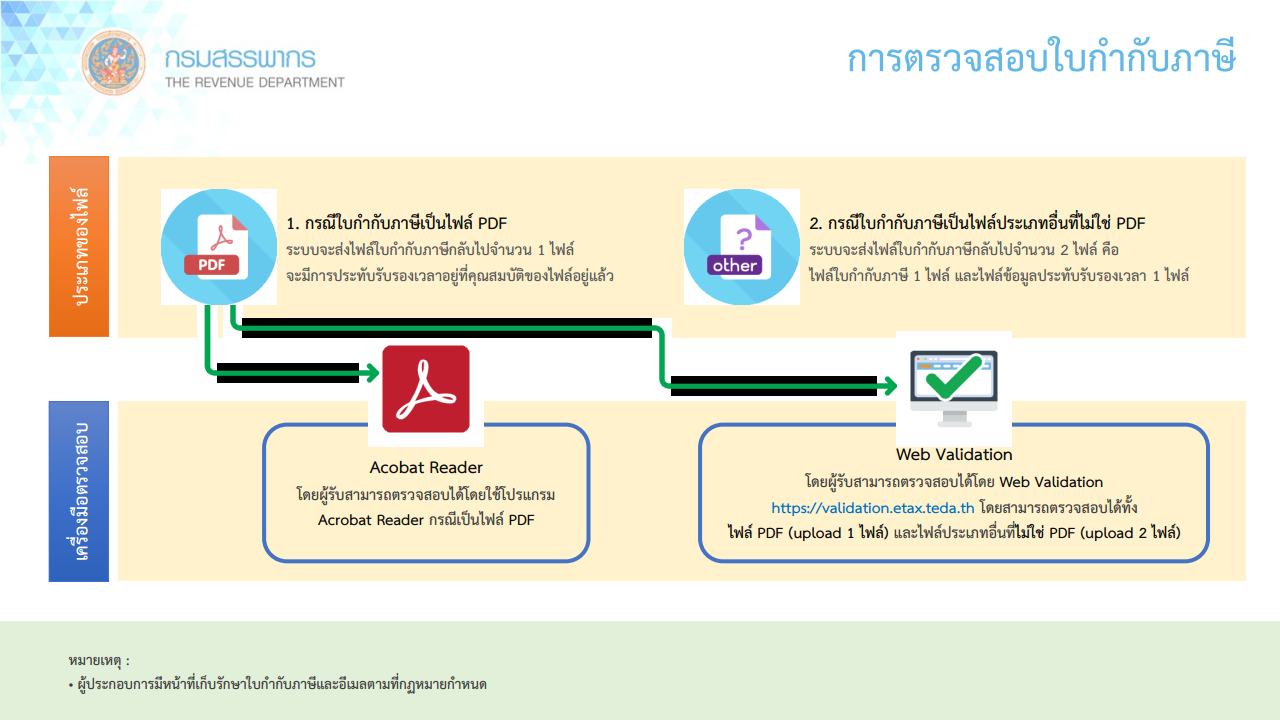 กรมสรรพากร
THE REVENUE DEPARTMENT
การตรวจสอบใบกำกับภาษี
ประเภทของไฟล์
PDF
1. กรณีใบกำกับภาษีเป็นไฟล์ PDF
ระบบจะส่งไฟล์ใบกำกับภาษีกลับไปจำนวน 1 ไฟล์
จะมีการประทับรับรองเวลาอยู่ที่คุณสมบัติของไฟล์อยู่แล้ว
?
other
2. กรณีใบกำกับภาษีเป็นไฟล์ประเภทอื่นที่ไม่ใช่ PDF
ระบบจะส่งไฟล์ใบกำกับภาษีกลับไปจำนวน 2 ไฟล์ คือ
ไฟล์ใบกำกับภาษี 1 ไฟล์ และไฟล์ข้อมูลประทับรับรองเวลา 1 ไฟล์
เครื่องมือตรวจสอบ
Acobat Reader
โดยผู้รับสามารถตรวจสอบได้โดยใช้โปรแกรม
Acrobat Reader กรณีเป็นไฟล์ PDF
Web Validation
โดยผู้รับสามารถตรวจสอบได้โดย Web Validation
https://validation.etax.teda.th โดยสามารถตรวจสอบได้ทั้ง
ไฟล์ PDF (upload 1 ไฟล์) และไฟล์ประเภทอื่นที่ไม่ใช่ PDF (upload 2 ไฟล์)
หมายเหตุ :
• ผู้ประกอบการมีหน้าที่เก็บรักษาใบกำกับภาษีและอีเมลตามที่กฎหมายกำหนด